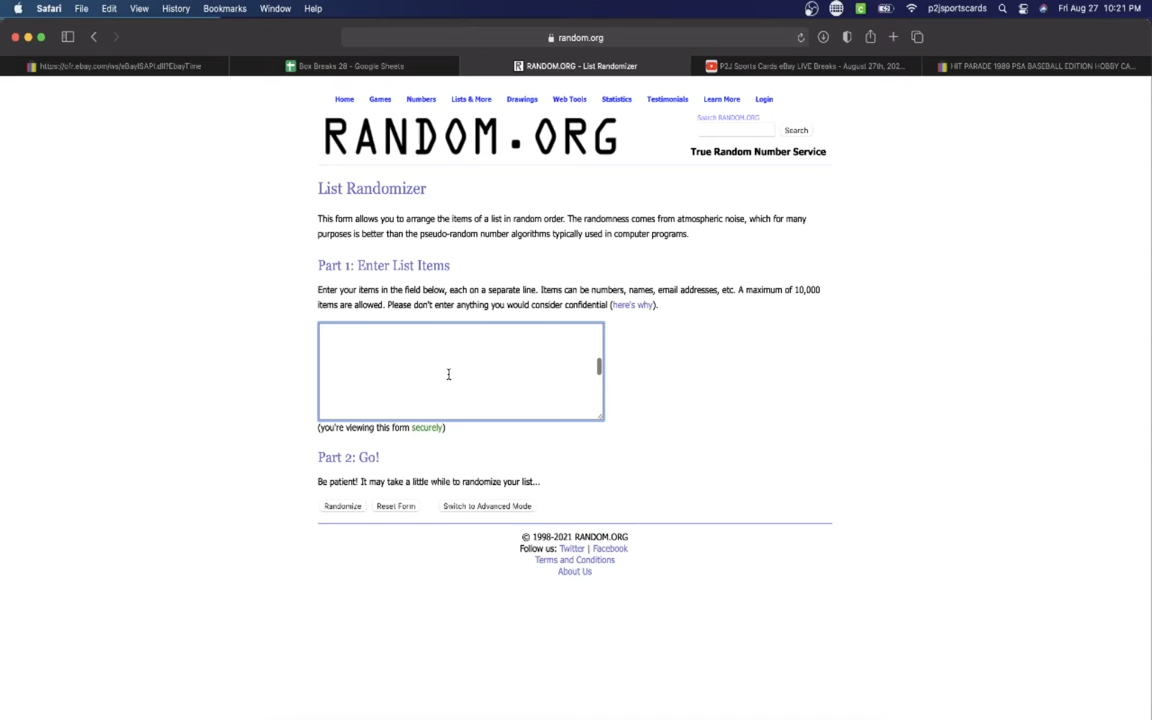 Safari File Edit View History Bookmarks Window Help
p2jsportscards Fri Aug 27 10:21 PM
random.org
https://ofr.ebay.com/ws/eBayISAPI.dll?EbayTime
Box Breaks 28 - Google Sheets
RANDOM.ORG - List Randomizer
P2J Sports Cards eBay LIVE Breaks - August 27th, 202...
HIT PARADE 1989 PSA BASEBALL EDITION HOBBY CA...
Home Games Numbers Lists & More Drawings Web Tools Statistics Testimonials Learn More Login
RANDOM.ORG
Search RANDOM.ORG
Search
True Random Number Service
List Randomizer
This form allows you to arrange the items of a list in random order. The randomness comes from atmospheric noise, which for many
purposes is better than the pseudo-random number algorithms typically used in computer programs.
Part 1: Enter List Items
Enter your items in the field below, each on a separate line. Items can be numbers, names, email addresses, etc. A maximum of 10,000
items are allowed. Please don't enter anything you would consider confidential (here's why).
(you're viewing this form securely)
Part 2: Go!
Be patient! It may take a little while to randomize your list...
Randomize Reset Form Switch to Advanced Mode
© 1998-2021 RANDOM.ORG
Follow us: Twitter | Facebook
Terms and Conditions
About Us